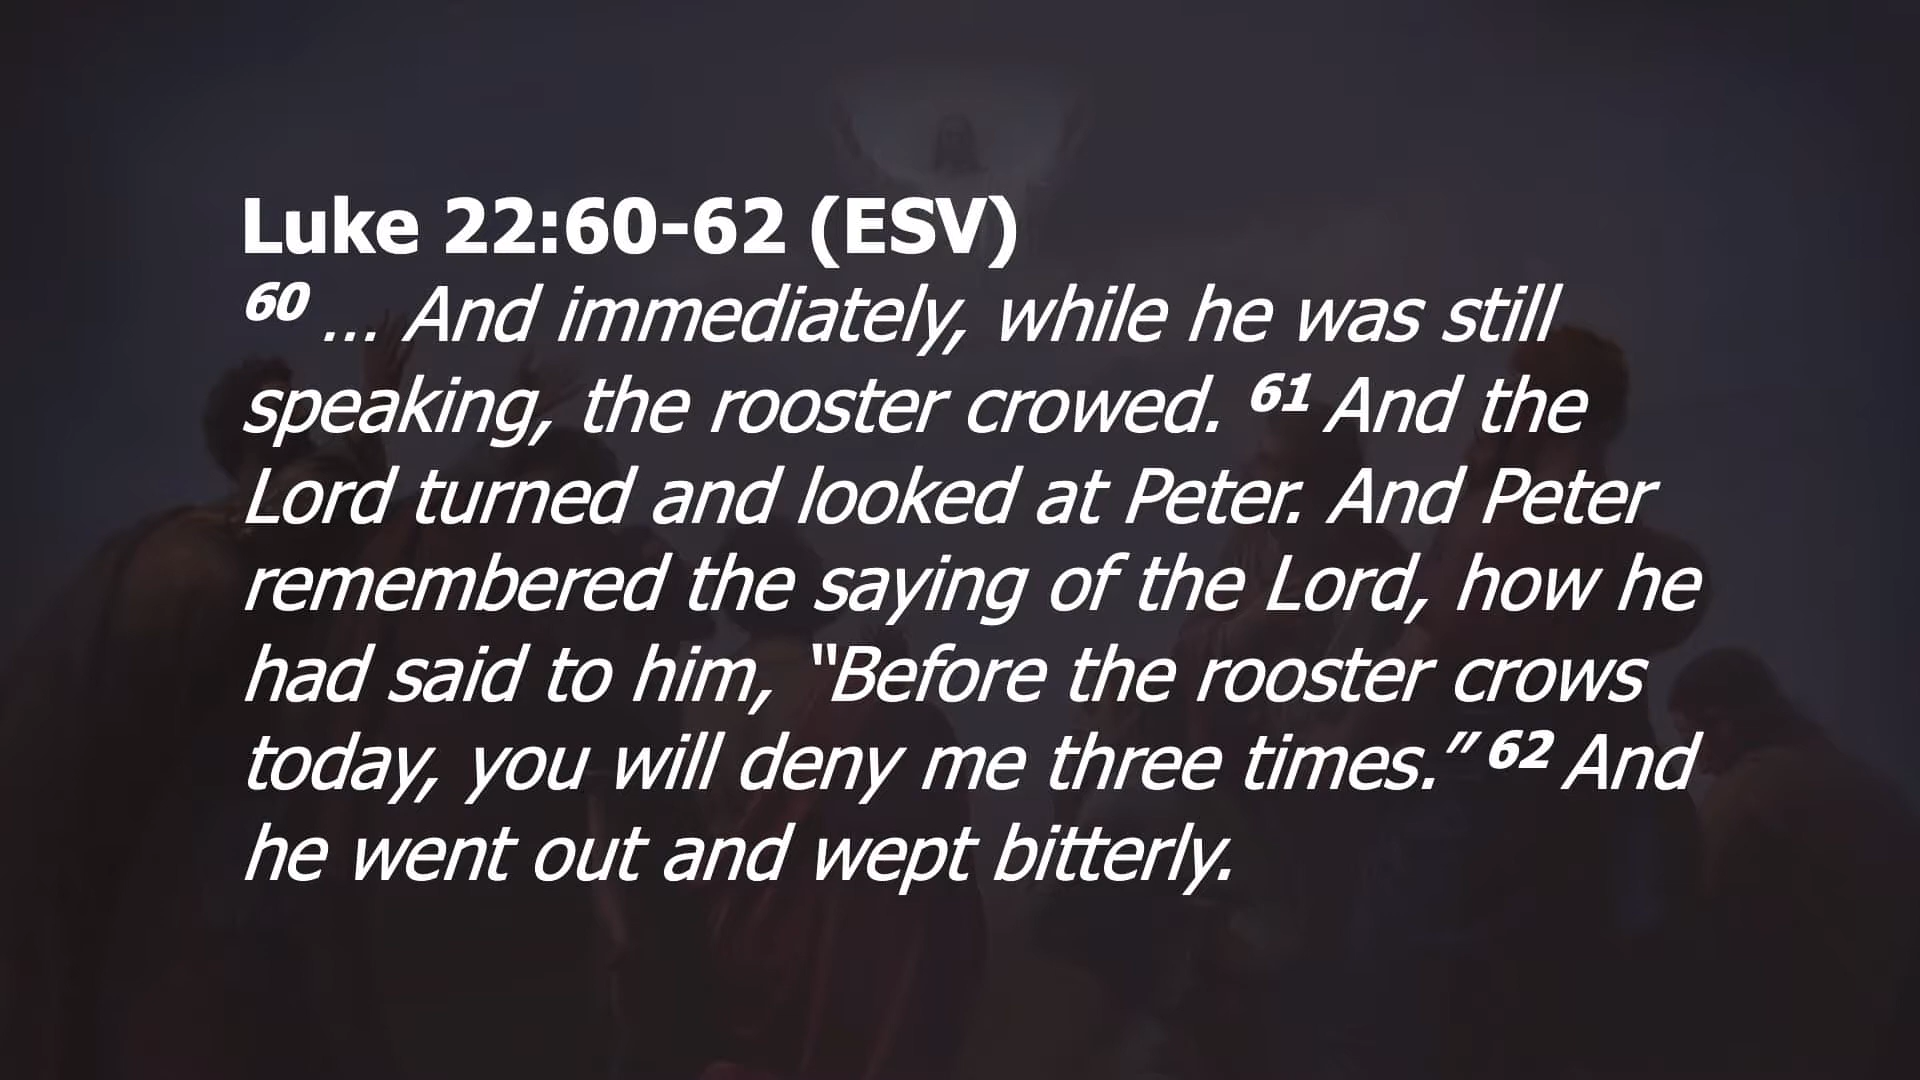 Luke 22:60-62 (ESV)
60 ... And immediately, while he was still
speaking, the rooster crowed. 61 And the
Lord turned and looked at Peter. And Peter
remembered the saying of the Lord, how he
had said to him, “Before the rooster crows
today, you will deny me three times.” 62 And
he went out and wept bitterly.